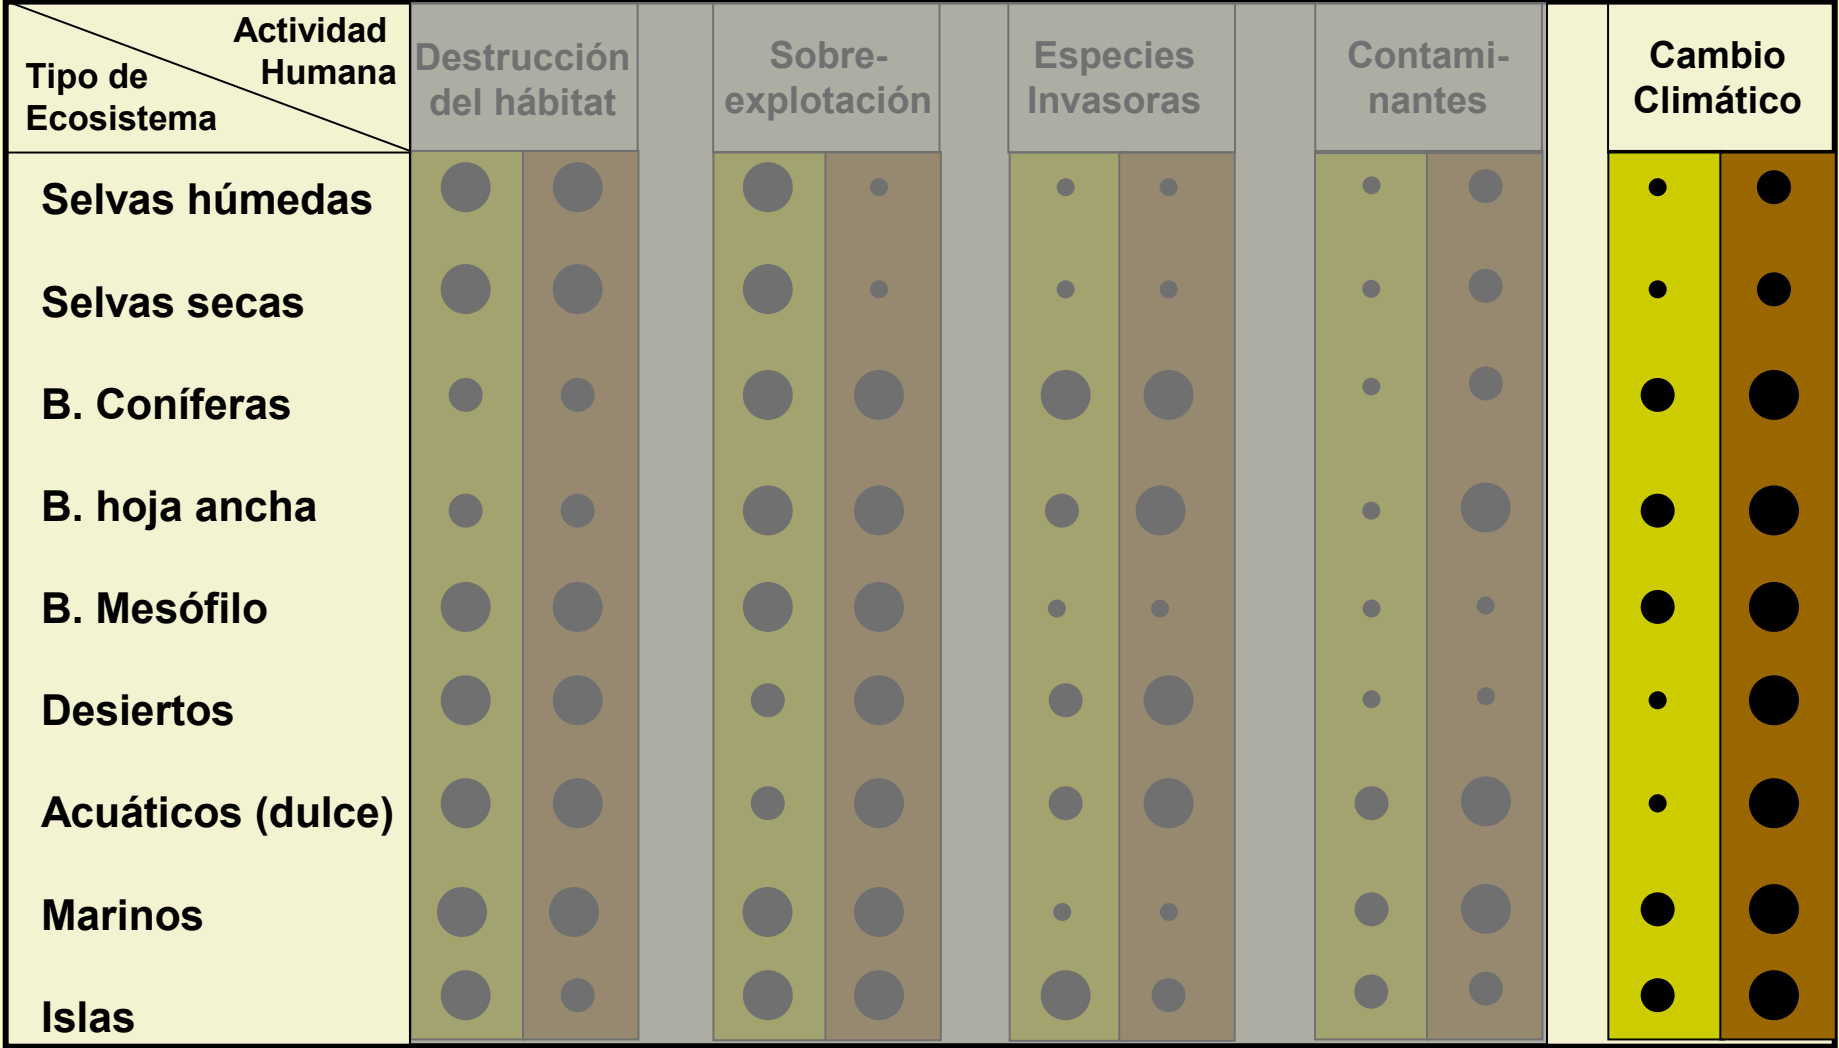 Actividad
Humana
Tipo de
Ecosistema
Destrucción
del hábitat
Sobre-
explotación
Especies
Invasoras
Contami-
nantes
Cambio
Climático
Selvas húmedas
Selvas secas
B. Coníferas
B. hoja ancha
B. Mesófilo
Desiertos
Acuáticos (dulce)
Marinos
Islas